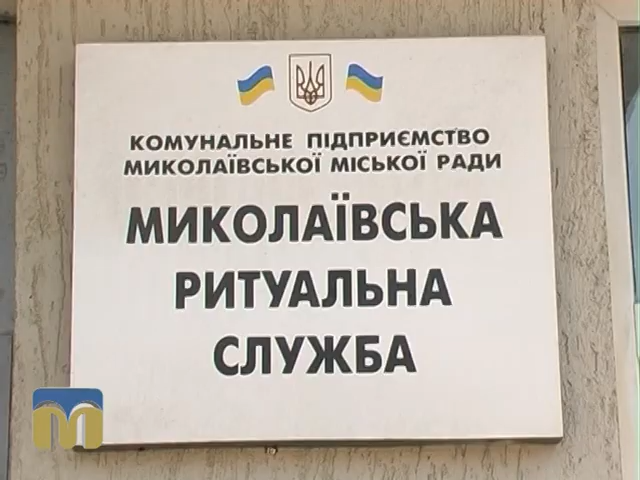 КОМУНАЛЬНЕ ПІДПРИЄМСТВО
МИКОЛАЇВСЬКОЇ МІСЬКОЇ РАДИ
МИКОЛАЇВСЬКА
РИТУАЛЬНА
СЛУЖБА